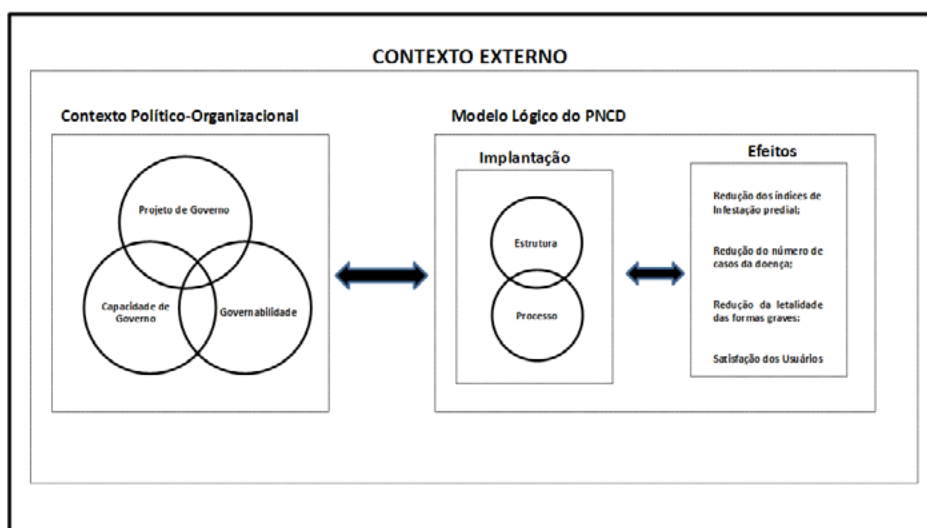 CONTEXTO EXTERNO
Contexto Político-Organizacional
Projeto de Governo
Capacidade de
Governo
Governabilidade
Modelo Lógico do PNCD
Implantação
Estrutura
Processo
Efeitos
Redução dos índices de
Infestação predial;
Redução do número de
casos da doença;
Redução da letalidade
das formas graves;
Satisfação dos Usuários